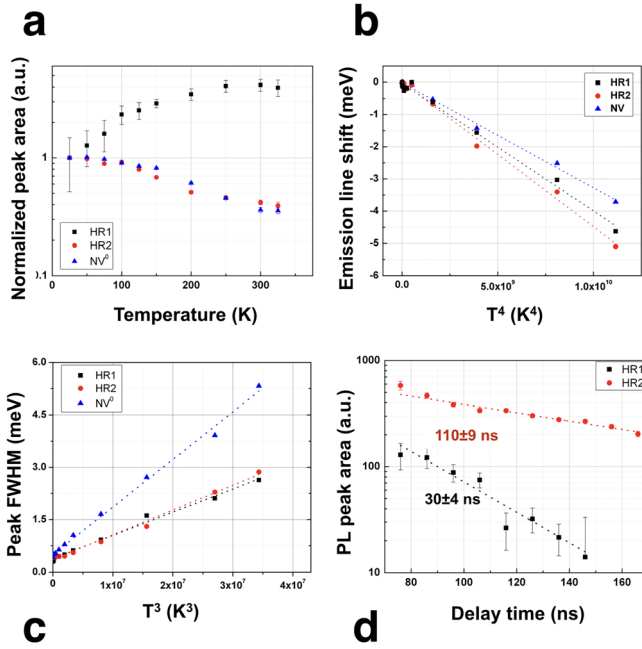 a
Normalized peak area (a.u.)
1
0.1
HR1
HR2
NV⁰
0 50 100 150 200 250 300 350
Temperature (K)
b
Emission line shift (meV)
0
-1
-2
-3
-4
-5
-6
HR1
HR2
NV
0.0 5.0x10⁹ 1.0x10¹⁰
T⁴ (K⁴)
Peak FWHM (meV)
6.0
4.5
3.0
1.5
0.0
HR1
HR2
NV⁰
0 1x10⁷ 2x10⁷ 3x10⁷ 4x10⁷
T³ (K³)
c
PL peak area (a.u.)
1000
100
10
HR1
HR2
110±9 ns
30±4 ns
80 100 120 140 160
Delay time (ns)
d